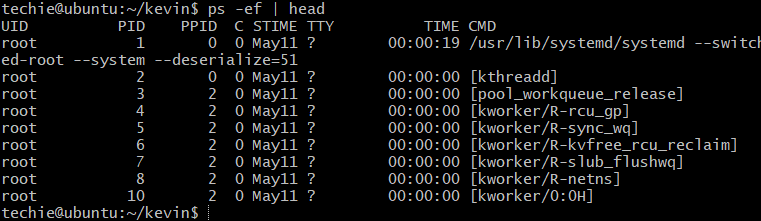 techie@ubuntu:~/kevin$ ps -ef | head
UID          PID    PPID  C STIME TTY          TIME CMD
root           1       0  0 May11 ?        00:00:19 /usr/lib/systemd/systemd --switch
ed-root --system --deserialize=51
root           2       0  0 May11 ?        00:00:00 [kthreadd]
root           3       2  0 May11 ?        00:00:00 [pool_workqueue_release]
root           4       2  0 May11 ?        00:00:00 [kworker/R-rcu_gp]
root           5       2  0 May11 ?        00:00:00 [kworker/R-sync_wq]
root           6       2  0 May11 ?        00:00:00 [kworker/R-kvfree_rcu_reclaim]
root           7       2  0 May11 ?        00:00:00 [kworker/R-slub_flushwq]
root           8       2  0 May11 ?        00:00:00 [kworker/R-netns]
root          10       2  0 May11 ?        00:00:00 [kworker/0:0H]
techie@ubuntu:~/kevin$